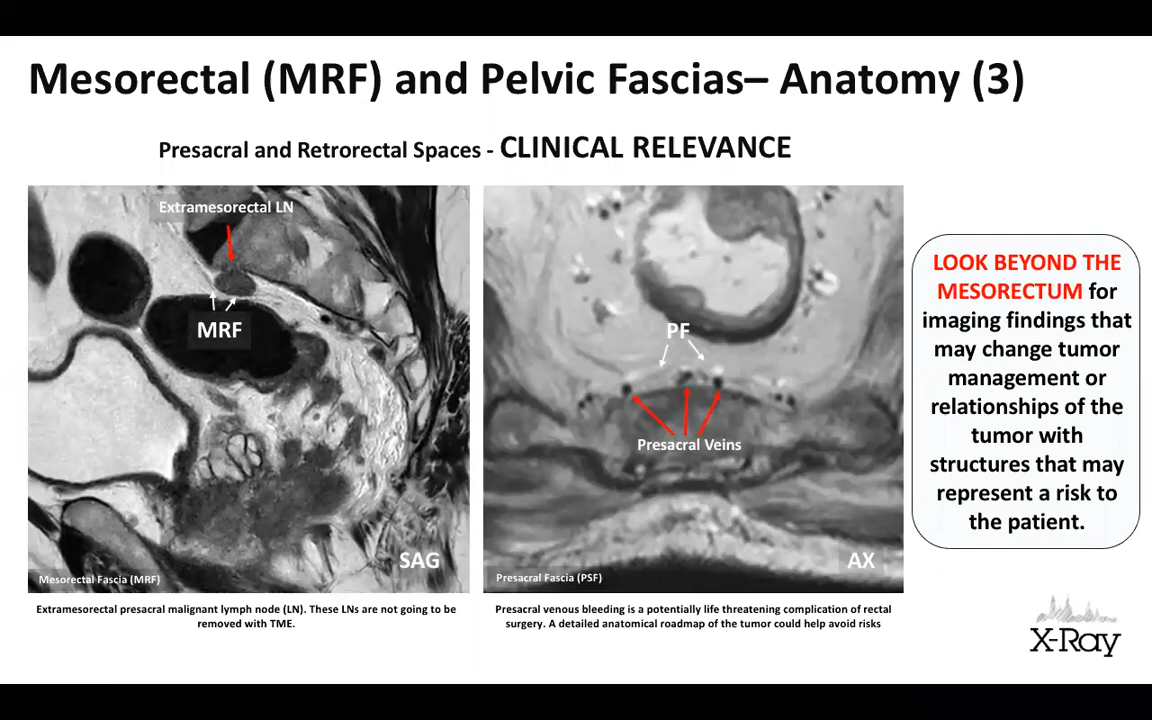 Mesorectal (MRF) and Pelvic Fascias– Anatomy (3)
Presacral and Retrorectal Spaces - CLINICAL RELEVANCE
Extramesorectal LN
MRF
SAG
Mesorectal Fascia (MRF)
Extramesorectal presacral malignant lymph node (LN). These LNs are not going to be
removed with TME.
PF
Presacral Veins
AX
Presacral Fascia (PSF)
Presacral venous bleeding is a potentially life threatening complication of rectal
surgery. A detailed anatomical roadmap of the tumor could help avoid risks
LOOK BEYOND THE
MESORECTUM for
imaging findings that
may change tumor
management or
relationships of the
tumor with
structures that may
represent a risk to
the patient.
X-Ray